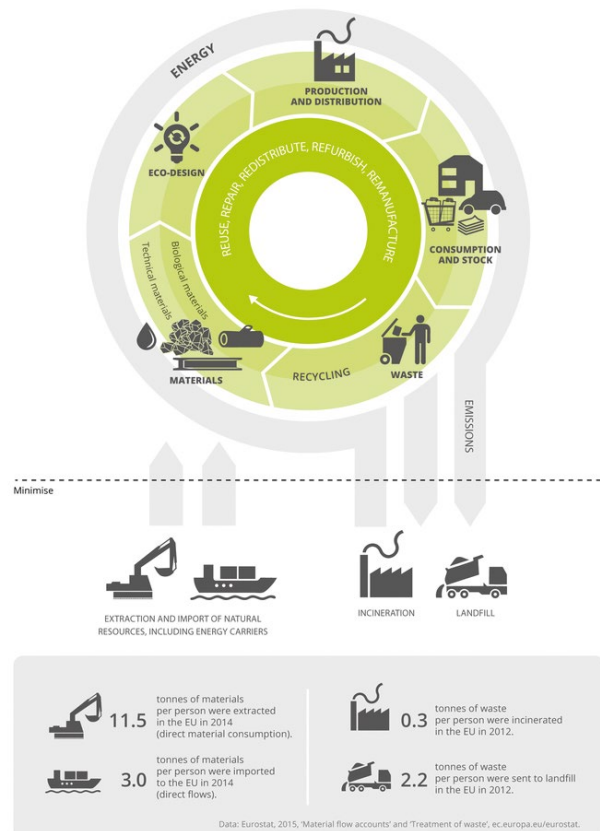 ENERGY
PRODUCTION
AND DISTRIBUTION
ECO-DESIGN
REUSE, REPAIR, REDISTRIBUTE, REFURBISH, REMANUFACTURE
CONSUMPTION
AND STOCK
Technical materials
Biological materials
MATERIALS
RECYCLING
WASTE
EMISSIONS
Minimise
EXTRACTION AND IMPORT OF NATURAL
RESOURCES, INCLUDING ENERGY CARRIERS
INCINERATION
LANDFILL
11.5
tonnes of materials
per person were extracted
in the EU in 2014
(direct material consumption).
3.0
tonnes of materials
per person were imported
to the EU in 2014
(direct flows).
0.3
tonnes of waste
per person were incinerated
in the EU in 2012.
2.2
tonnes of waste
per person were sent to landfill
in the EU in 2012.
Data: Eurostat, 2015, ‘Material flow accounts’ and ‘Treatment of waste’, ec.europa.eu/eurostat.